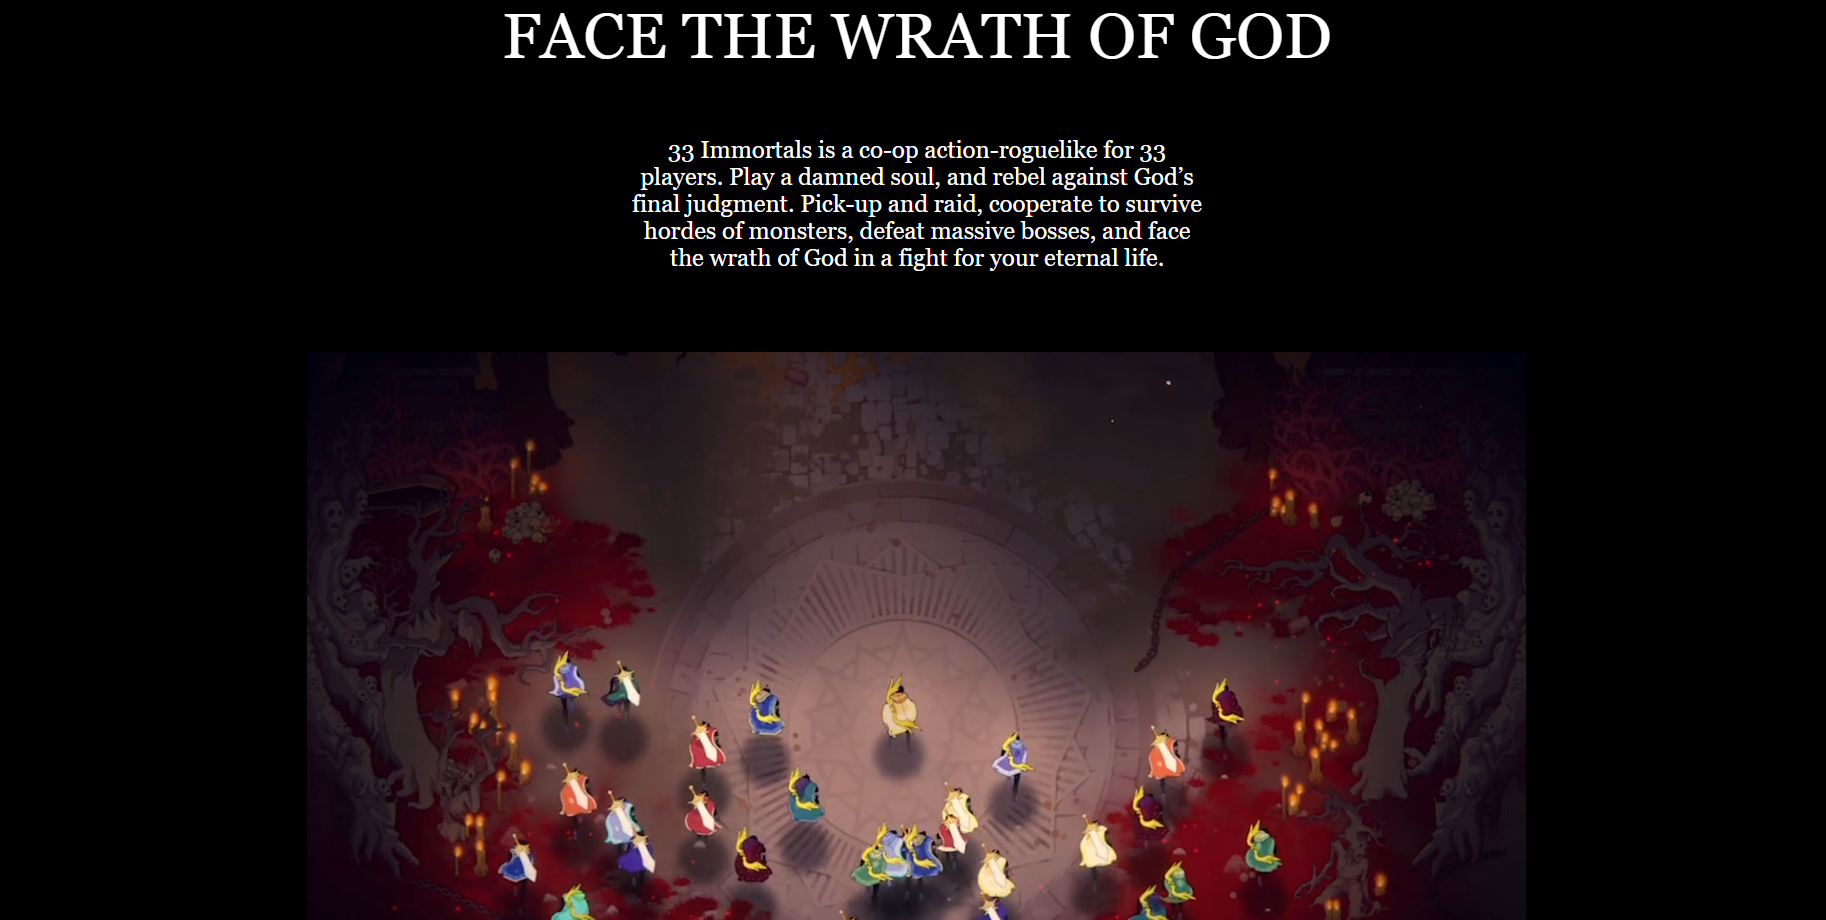 FACE THE WRATH OF GOD
33 Immortals is a co-op action-roguelike for 33
players. Play a damned soul, and rebel against God’s
final judgment. Pick-up and raid, cooperate to survive
hordes of monsters, defeat massive bosses, and face
the wrath of God in a fight for your eternal life.